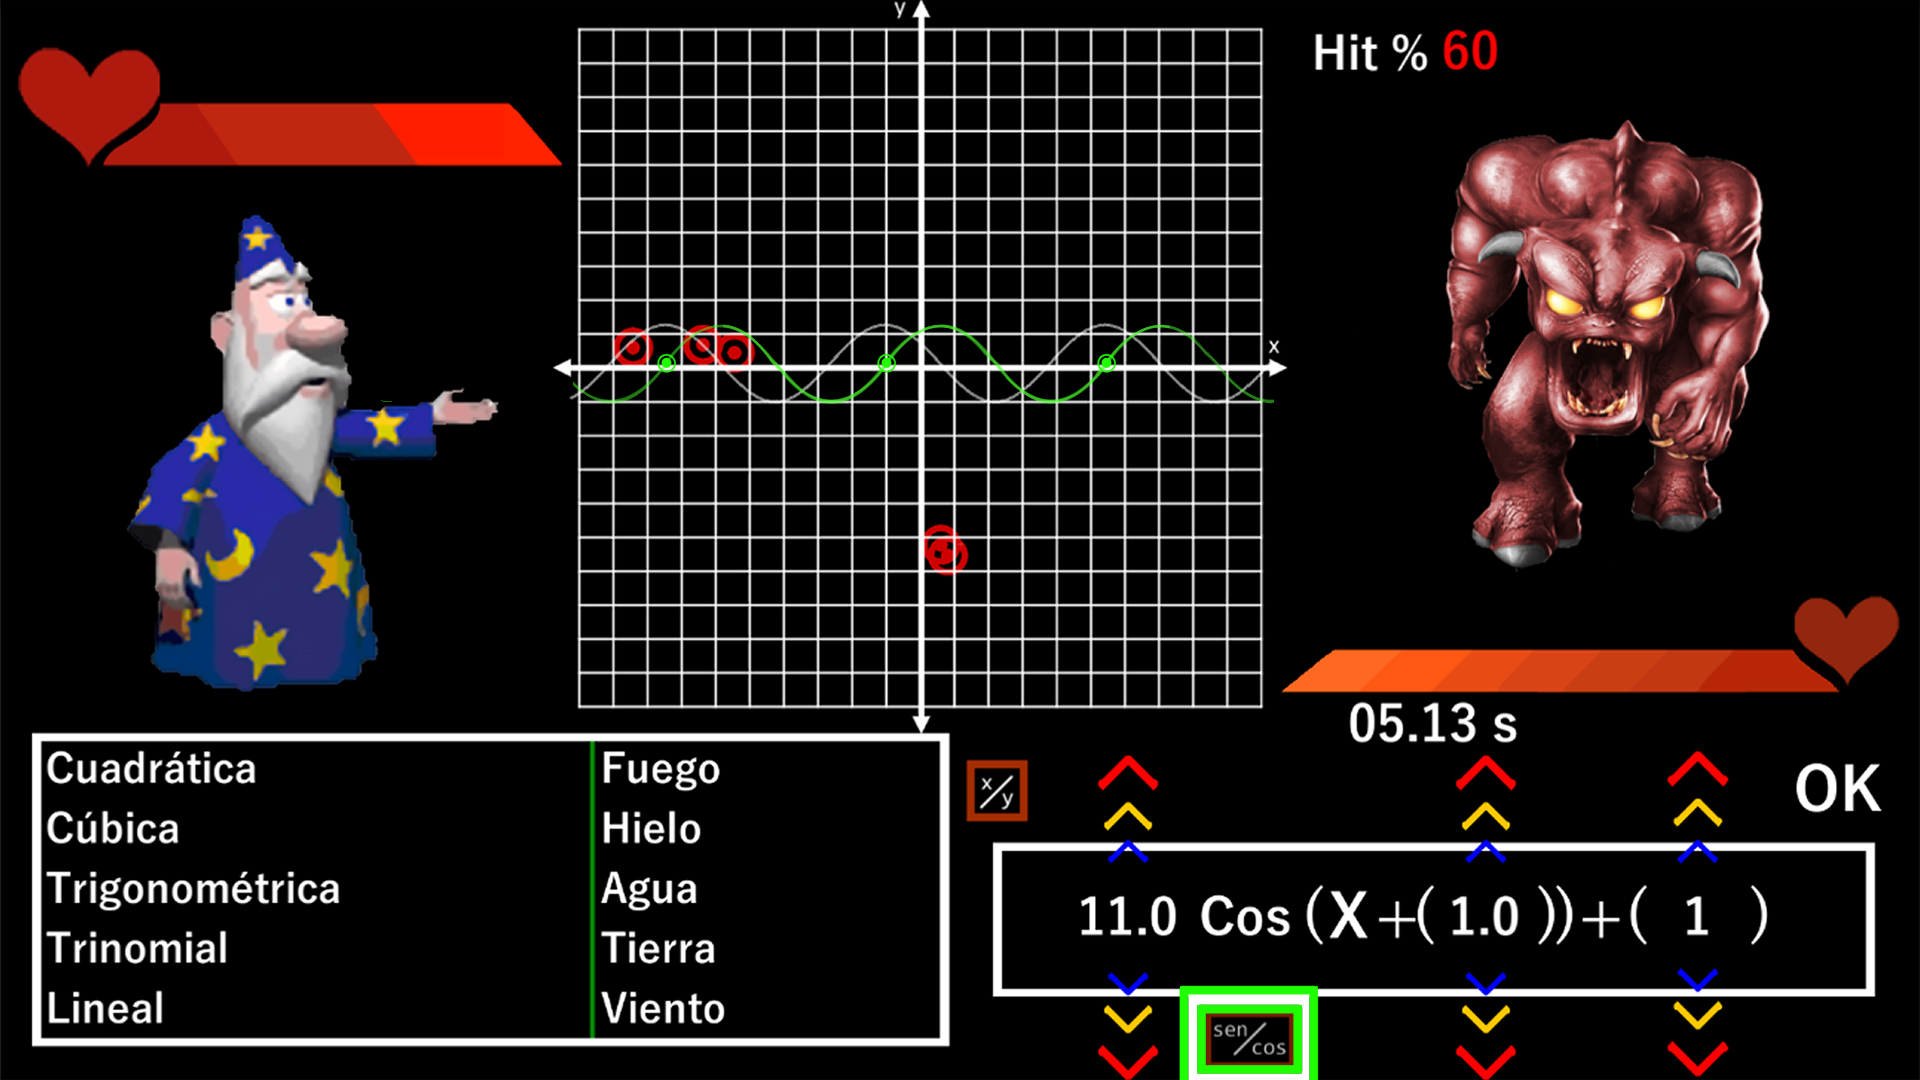 y
Hit % 60
x
05.13 s
Cuadrática Fuego
Cúbica Hielo
Trigonométrica Agua
Trinomial Tierra
Lineal Viento
x/y
OK
11.0 Cos (X +( 1.0 ))+( 1 )
sen/cos